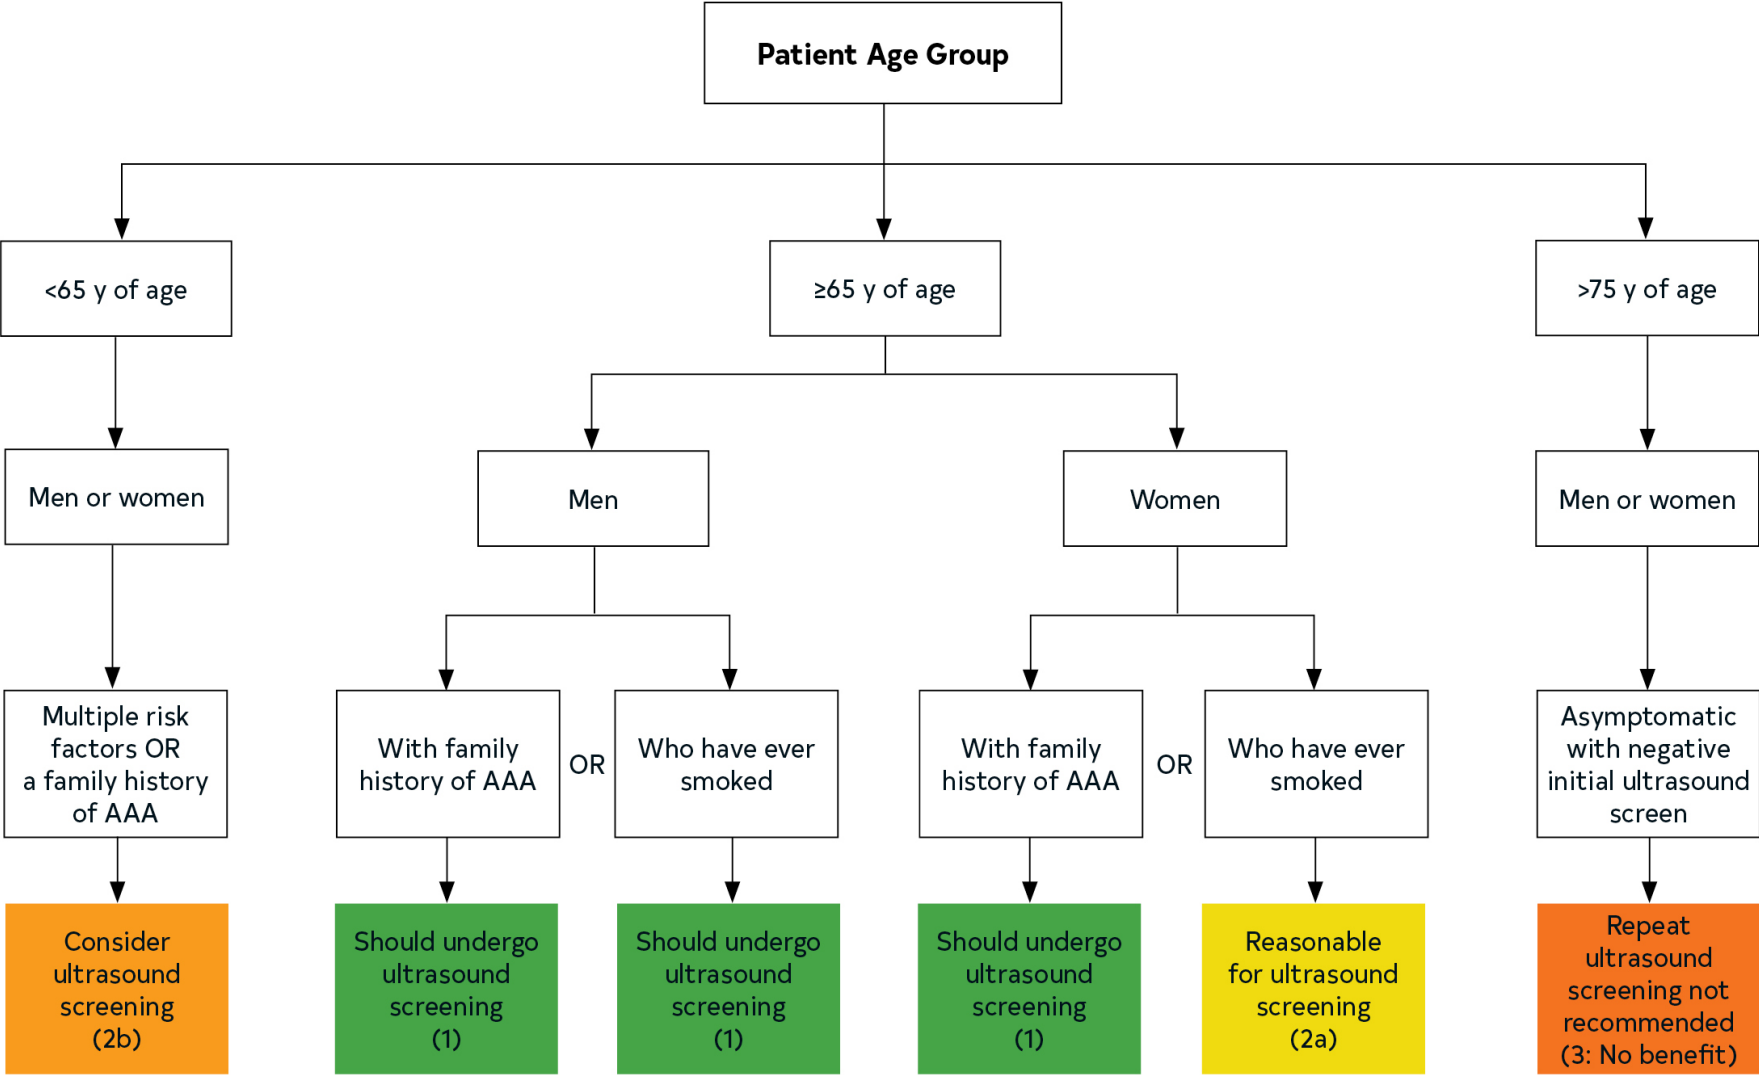 Patient Age Group
<65 y of age
≥65 y of age
>75 y of age
Men or women
Men
Women
Men or women
Multiple risk
factors OR
a family history
of AAA
With family
history of AAA
OR
Who have ever
smoked
With family
history of AAA
OR
Who have ever
smoked
Asymptomatic
with negative
initial ultrasound
screen
Consider
ultrasound
screening
(2b)
Should undergo
ultrasound
screening
(1)
Should undergo
ultrasound
screening
(1)
Should undergo
ultrasound
screening
(1)
Reasonable
for ultrasound
screening
(2a)
Repeat
ultrasound
screening not
recommended
(3: No benefit)